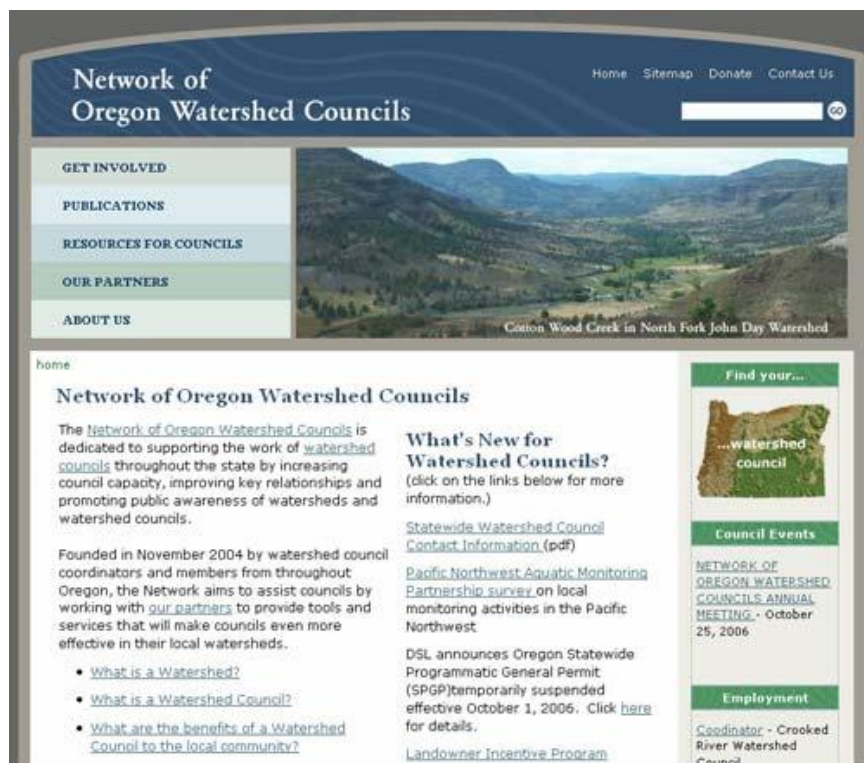 Network of
Oregon Watershed Councils
Home Sitemap Donate Contact Us
GO
GET INVOLVED
PUBLICATIONS
RESOURCES FOR COUNCILS
OUR PARTNERS
ABOUT US
Cotton Wood Creek in North Fork John Day Watershed
home
Network of Oregon Watershed Councils
The Network of Oregon Watershed Councils is
dedicated to supporting the work of watershed
councils throughout the state by increasing
council capacity, improving key relationships and
promoting public awareness of watersheds and
watershed councils.
Founded in November 2004 by watershed council
coordinators and members from throughout
Oregon, the Network aims to assist councils by
working with our partners to provide tools and
services that will make councils even more
effective in their local watersheds.
• What is a Watershed?
• What is a Watershed Council?
• What are the benefits of a Watershed
Council to the local community?
What's New for
Watershed Councils?
(click on the links below for more
information.)
Statewide Watershed Council
Contact Information (pdf)
Pacific Northwest Aquatic Monitoring
Partnership survey on local
monitoring activities in the Pacific
Northwest
DSL announces Oregon Statewide
Programmatic General Permit
(SPGP)temporarily suspended
effective October 1, 2006. Click here
for details.
Landowner Incentive Program
Find your...
...watershed
council
Council Events
NETWORK OF
OREGON WATERSHED
COUNCILS ANNUAL
MEETING - October
25, 2006
Employment
Coodinator - Crooked
River Watershed
Council